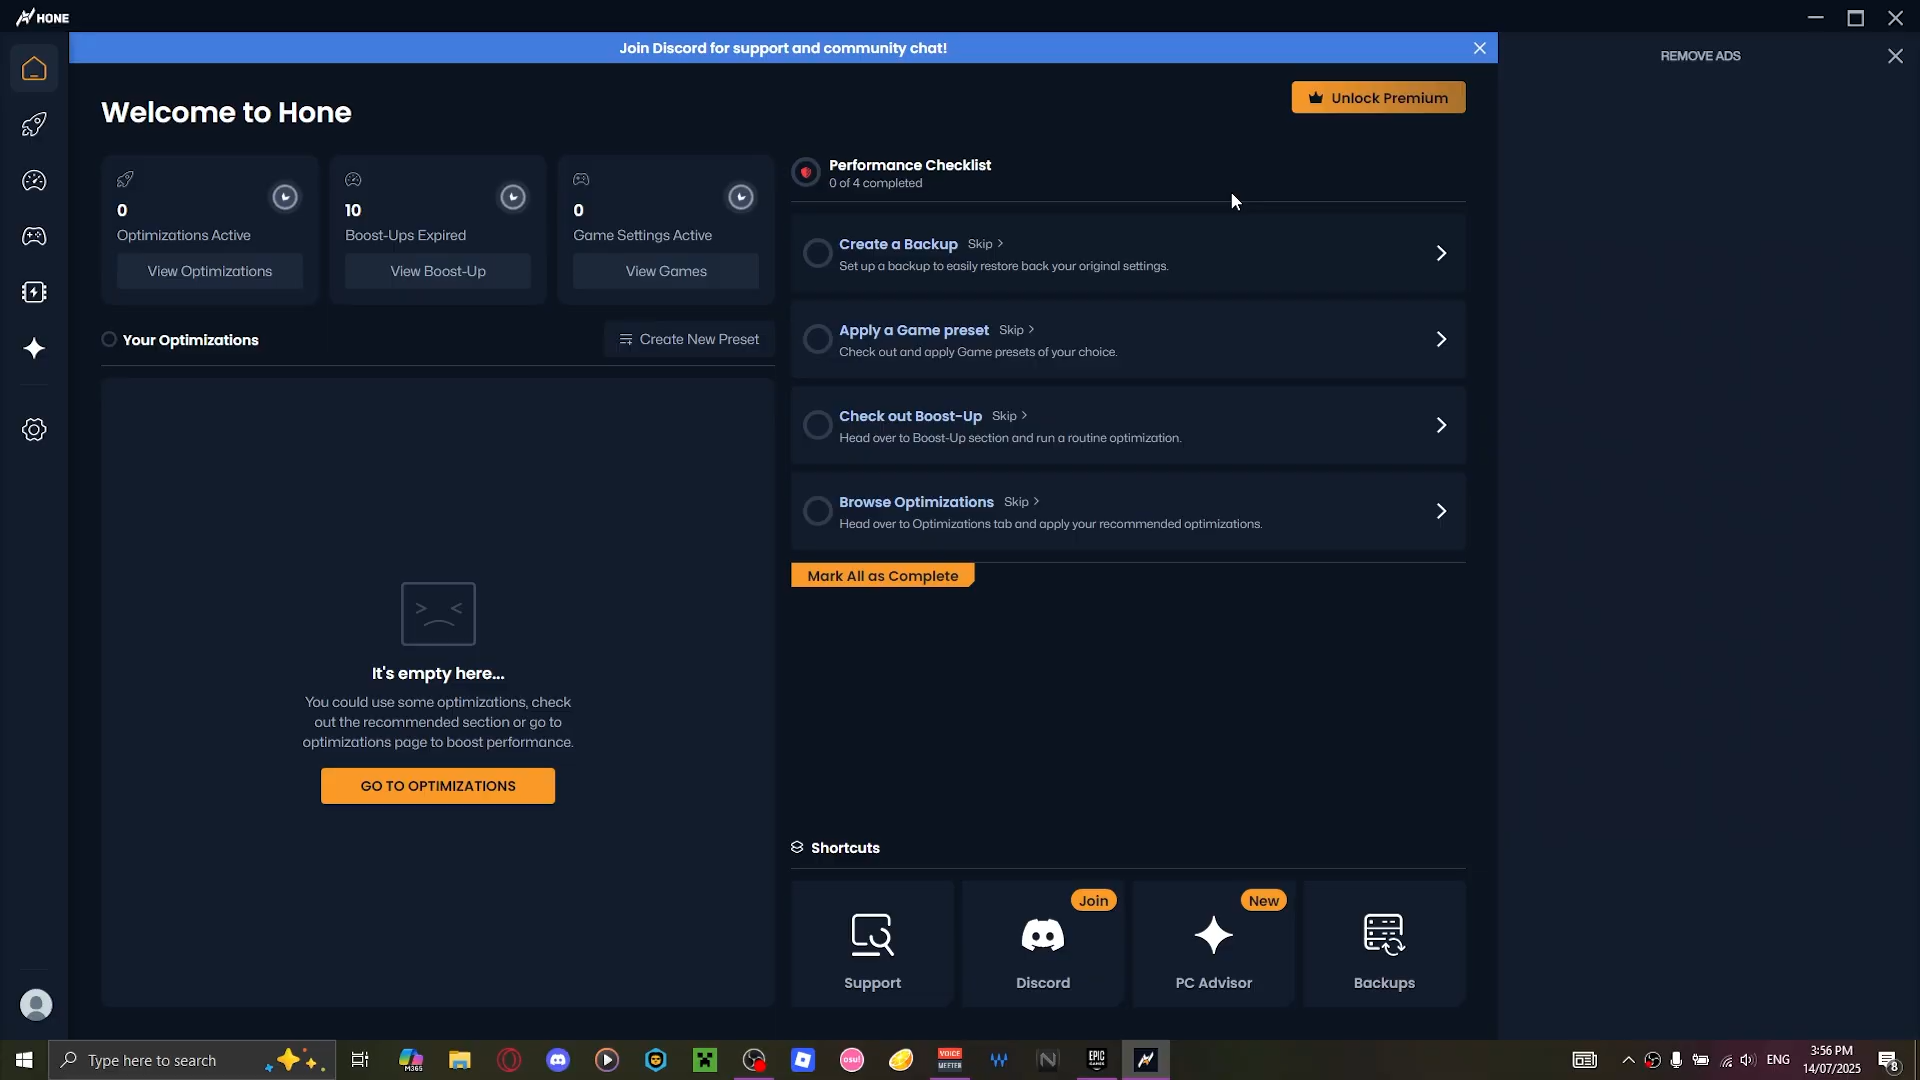 HONE
Join Discord for support and community chat!
REMOVE ADS
Welcome to Hone
Unlock Premium
0
Optimizations Active
View Optimizations
10
Boost-Ups Expired
View Boost-Up
0
Game Settings Active
View Games
Your Optimizations
Create New Preset
It's empty here...
You could use some optimizations, check
out the recommended section or go to
optimizations page to boost performance.
GO TO OPTIMIZATIONS
Performance Checklist
0 of 4 completed
Create a Backup Skip >
Set up a backup to easily restore back your original settings.
Apply a Game preset Skip >
Check out and apply Game presets of your choice.
Check out Boost-Up Skip >
Head over to Boost-Up section and run a routine optimization.
Browse Optimizations Skip >
Head over to Optimizations tab and apply your recommended optimizations.
Mark All as Complete
Shortcuts
Support
Join
Discord
New
PC Advisor
Backups
Type here to search
M365
osu!
VOICE
MEETER
EPIC
GAMES
ENG
3:56 PM
14/07/2025
8